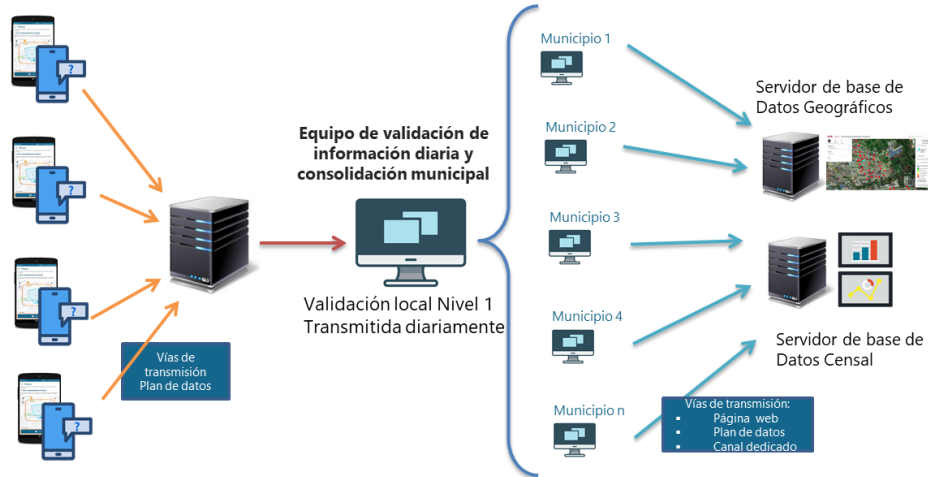 ?
?
?
?
Vías de
transmisión
Plan de datos
Equipo de validación de
información diaria y
consolidación municipal
Validación local Nivel 1
Transmitida diariamente
Municipio 1
Municipio 2
Municipio 3
Municipio 4
Municipio n
Vías de transmisión:
▪ Página web
▪ Plan de datos
▪ Canal dedicado
Servidor de base de
Datos Geográficos
Servidor de base de
Datos Censal